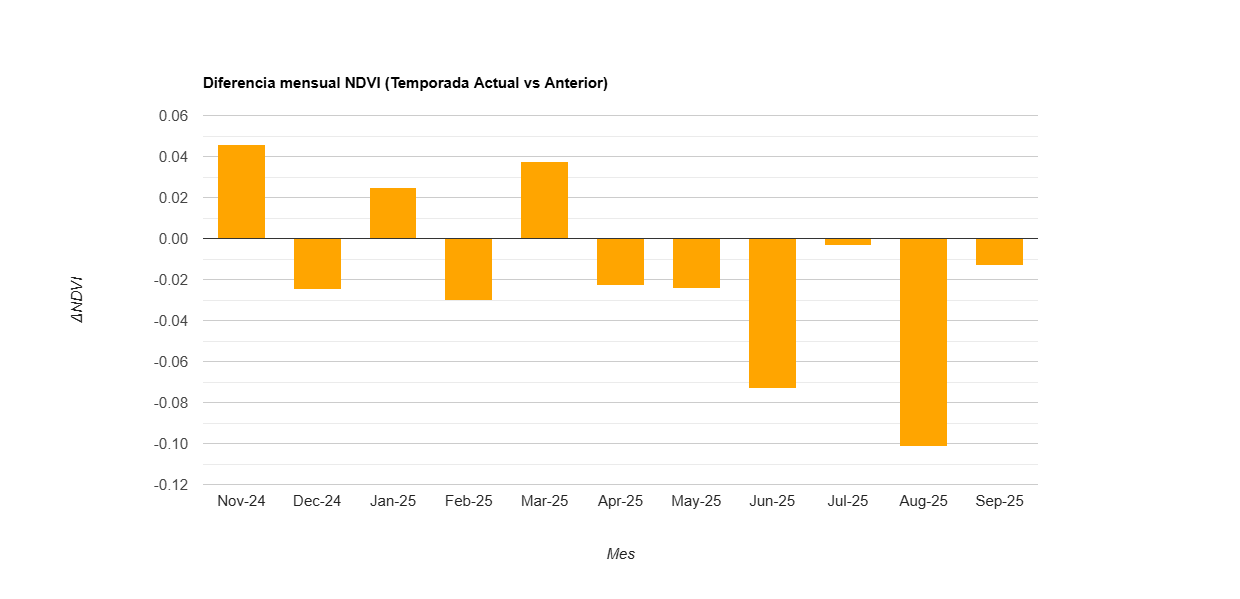 Diferencia mensual NDVI (Temporada Actual vs Anterior)
0.06
0.04
0.02
0.00
-0.02
-0.04
-0.06
-0.08
-0.10
-0.12
ΔNDVI
Nov-24 Dec-24 Jan-25 Feb-25 Mar-25 Apr-25 May-25 Jun-25 Jul-25 Aug-25 Sep-25
Mes